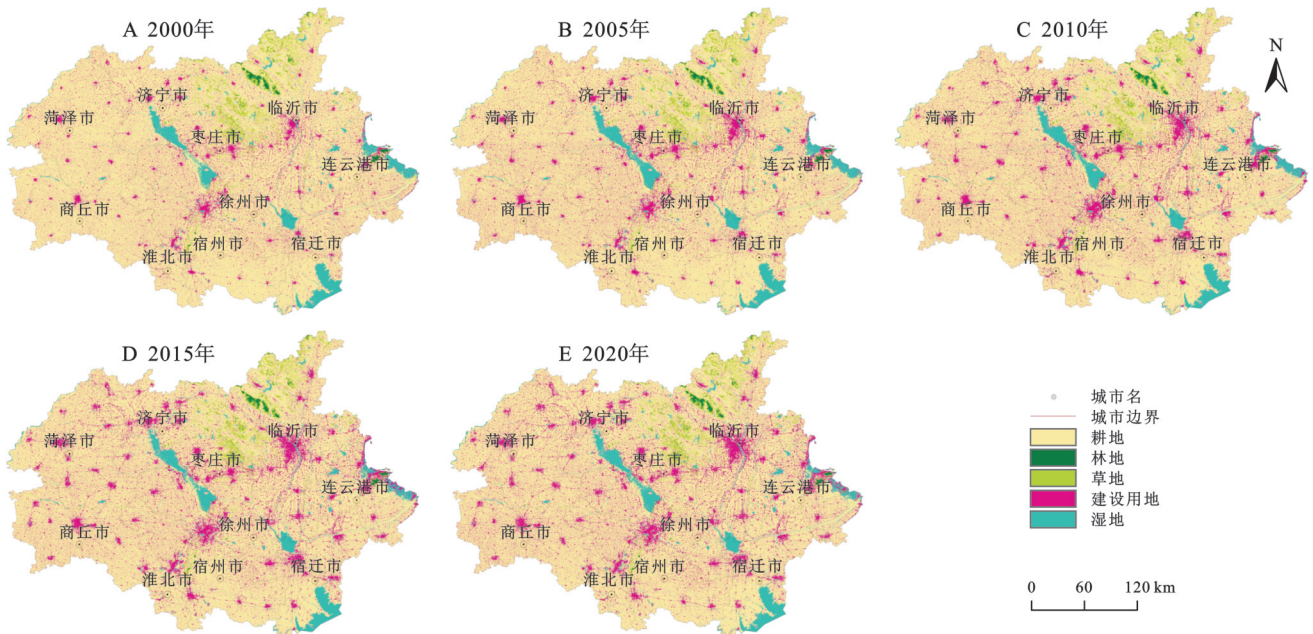 A 2000年
济宁市
临沂市
菏泽市
枣庄市
连云港市
商丘市
徐州市
宿州市
宿迁市
淮北市
B 2005年
济宁市
临沂市
菏泽市
枣庄市
连云港市
商丘市
徐州市
宿州市
宿迁市
淮北市
C 2010年
N
济宁市
临沂市
菏泽市
枣庄市
连云港市
商丘市
徐州市
宿州市
宿迁市
淮北市
D 2015年
济宁市
临沂市
菏泽市
枣庄市
连云港市
商丘市
徐州市
宿州市
宿迁市
淮北市
E 2020年
济宁市
临沂市
菏泽市
枣庄市
连云港市
商丘市
徐州市
宿州市
宿迁市
淮北市
城市名
城市边界
耕地
林地
草地
建设用地
湿地
0 60 120 km